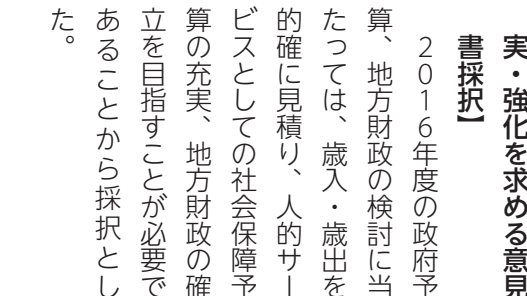 実・強化を求める意見
書採択】
２０１６年度の政府予
算、地方財政の検討に当
たっては、歳入・歳出を
的確に見積り、人的サー
ビスとしての社会保障予
算の充実、地方財政の確
立を目指すことが必要で
あることから採択とし
た。